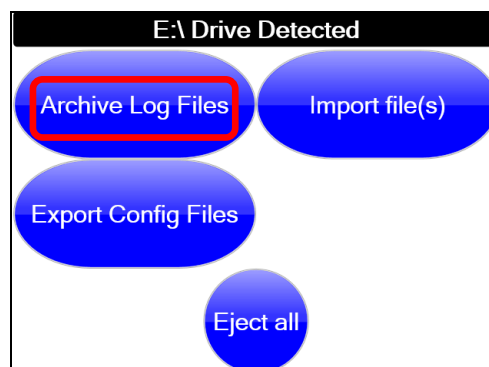 E:\ Drive Detected
Archive Log Files
Import file(s)
Export Config Files
Eject all